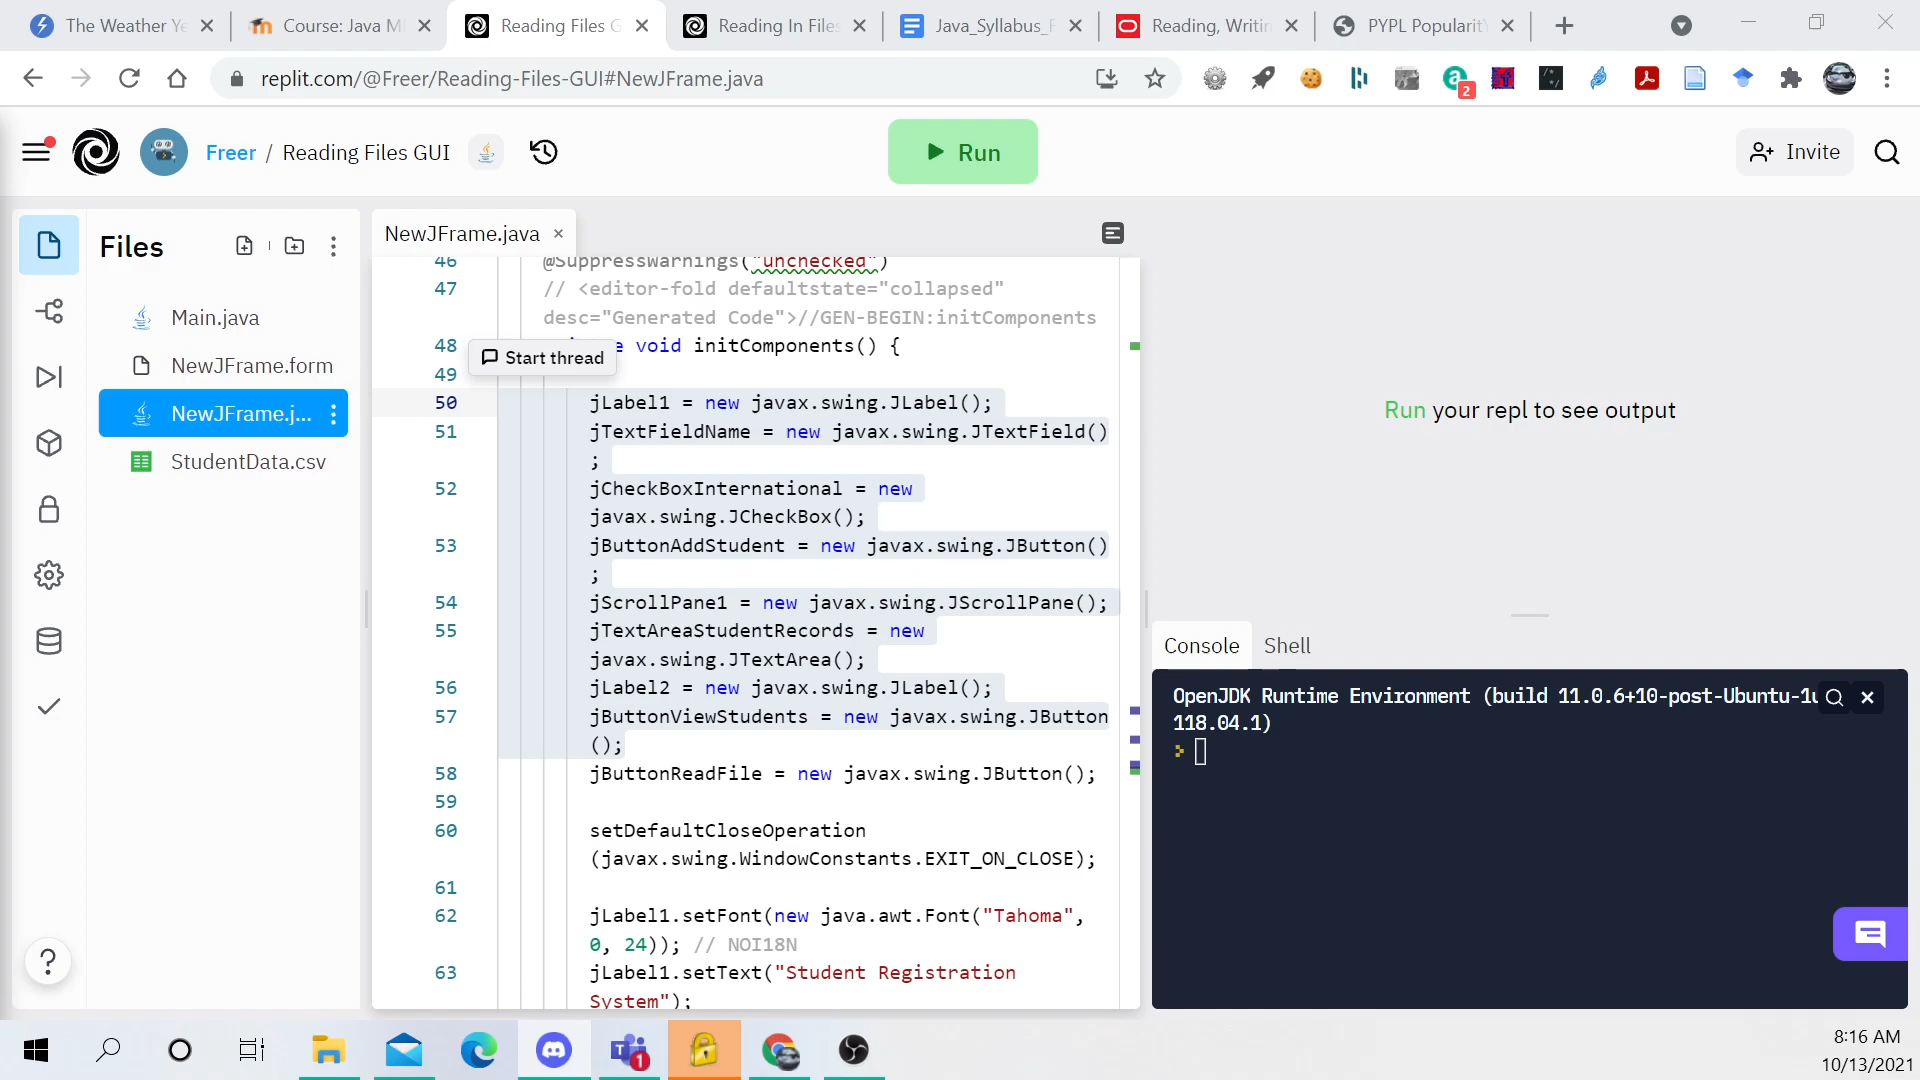 The Weather Ye
Course: Java M
Reading Files G
Reading In Files
Java_Syllabus_F
Reading, Writin
PYPL PopularitY
replit.com/@Freer/Reading-Files-GUI#NewJFrame.java
2
Freer / Reading Files GUI
Run
Invite
Files
NewJFrame.java
Main.java
NewJFrame.form
NewJFrame.j...
StudentData.csv
46 @SuppressWarnings("unchecked")
47 // <editor-fold defaultstate="collapsed"
desc="Generated Code">//GEN-BEGIN:initComponents
48 e void initComponents() {
Start thread
49
50 jLabel1 = new javax.swing.JLabel();
51 jTextFieldName = new javax.swing.JTextField()
;
52 jCheckBoxInternational = new
javax.swing.JCheckBox();
53 jButtonAddStudent = new javax.swing.JButton()
;
54 jScrollPane1 = new javax.swing.JScrollPane();
55 jTextAreaStudentRecords = new
javax.swing.JTextArea();
56 jLabel2 = new javax.swing.JLabel();
57 jButtonViewStudents = new javax.swing.JButton
();
58 jButtonReadFile = new javax.swing.JButton();
59
60 setDefaultCloseOperation
(javax.swing.WindowConstants.EXIT_ON_CLOSE);
61
62 jLabel1.setFont(new java.awt.Font("Tahoma",
0, 24)); // NOI18N
63 jLabel1.setText("Student Registration
System");
Run your repl to see output
Console
Shell
OpenJDK Runtime Environment (build 11.0.6+10-post-Ubuntu-1u
118.04.1)
>
1
8:16 AM
10/13/2021